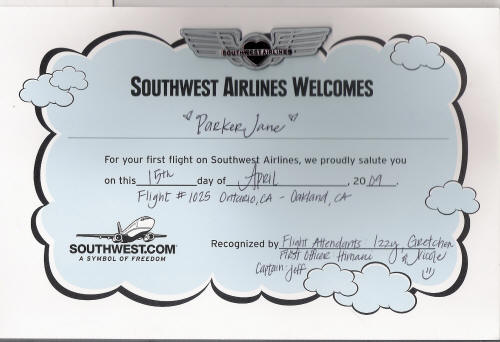 SOUTHWEST AIRLINES
SOUTHWEST AIRLINES WELCOMES
"Parker Jane"
For your first flight on Southwest Airlines, we proudly salute you
on this 15th day of April, 2009.
Flight # 1025 Ontario, CA - Oakland, CA
SOUTHWEST.COM
A SYMBOL OF FREEDOM
Recognized by Flight Attendants: Izzy, Gretchen
First Officer & Nicole
Captain Jeff